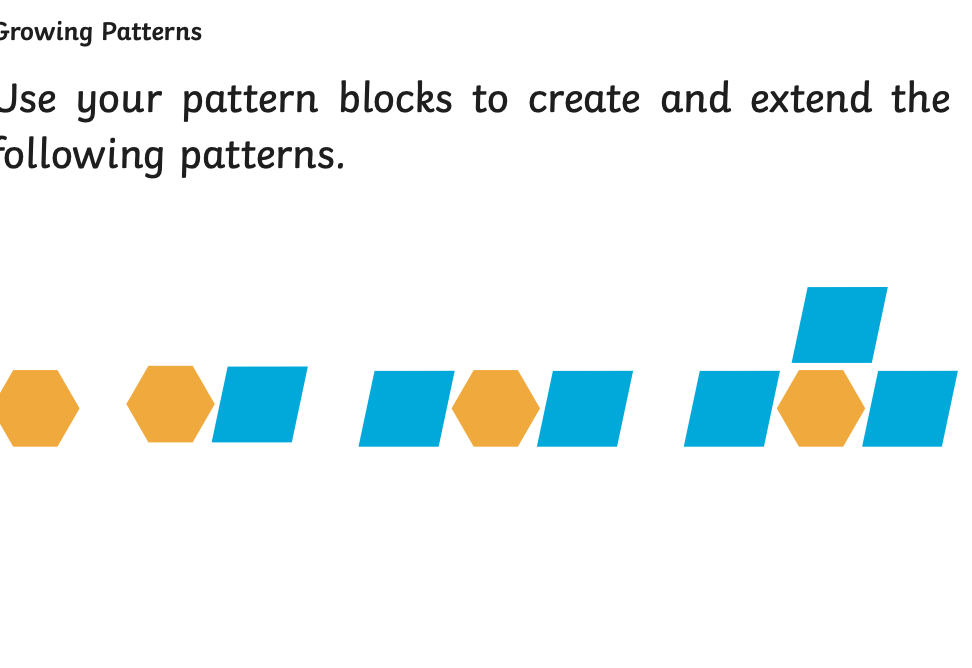 Growing Patterns
Use your pattern blocks to create and extend the
following patterns.